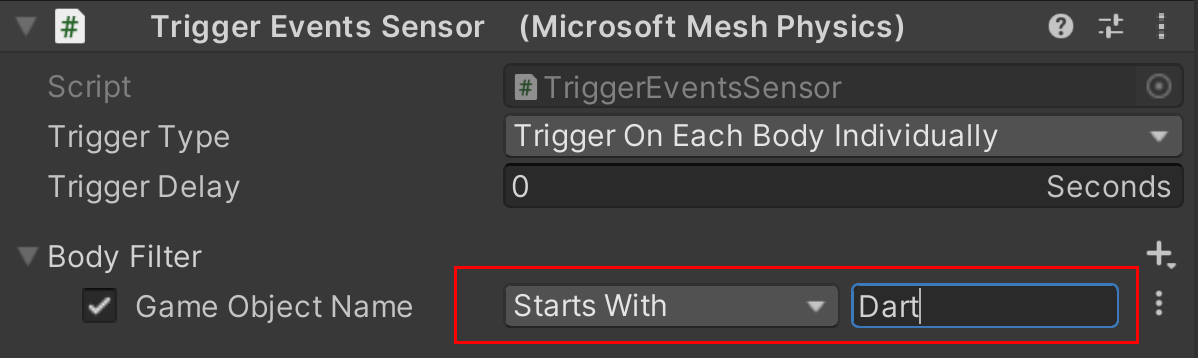 # Trigger Events Sensor (Microsoft Mesh Physics)
Script # TriggerEventsSensor
Trigger Type Trigger On Each Body Individually
Trigger Delay 0 Seconds
Body Filter
Game Object Name Starts With Dart